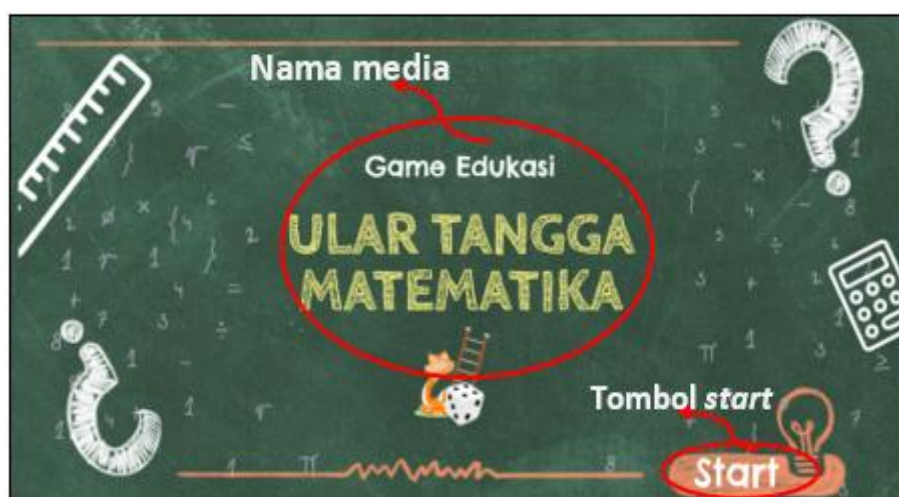 Nama media
Game Edukasi
ULAR TANGGA
MATEMATIKA
Tombol start
Start